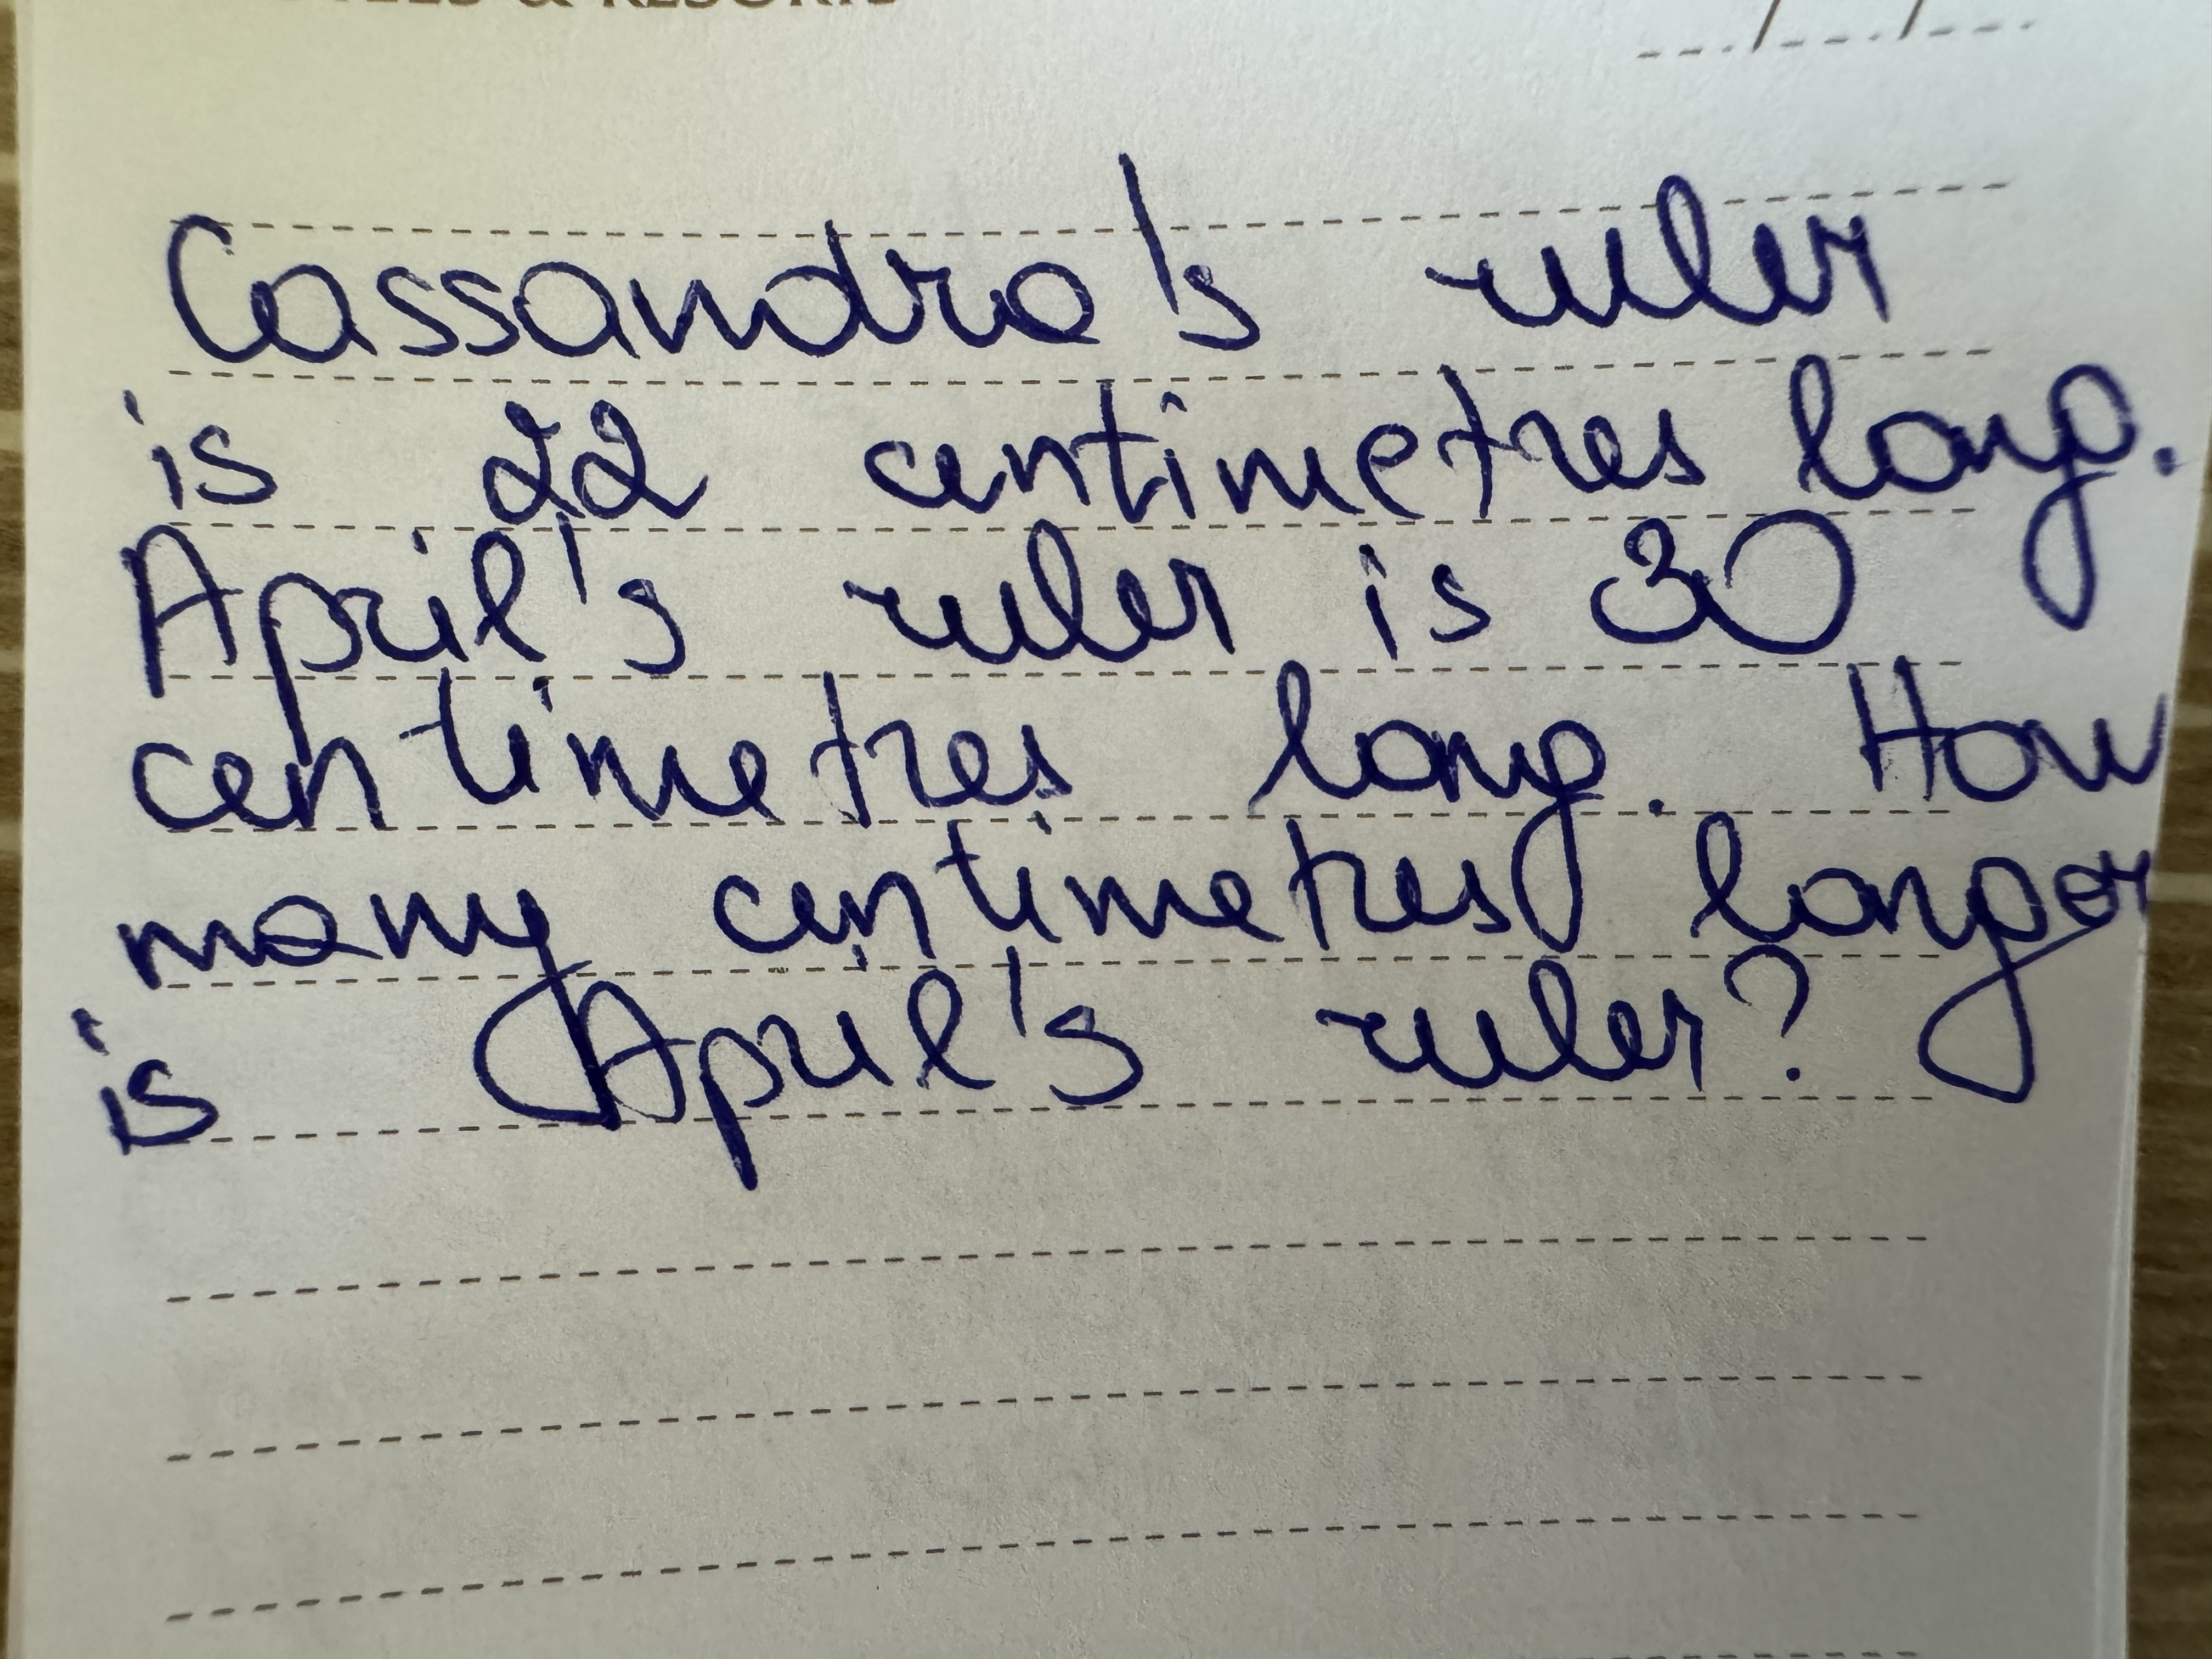 & RESORTS
Cassandra's ruler
is 22 centimetres long.
April's ruler is 30
centimetres long. How
many centimetres longer
is April's ruler?